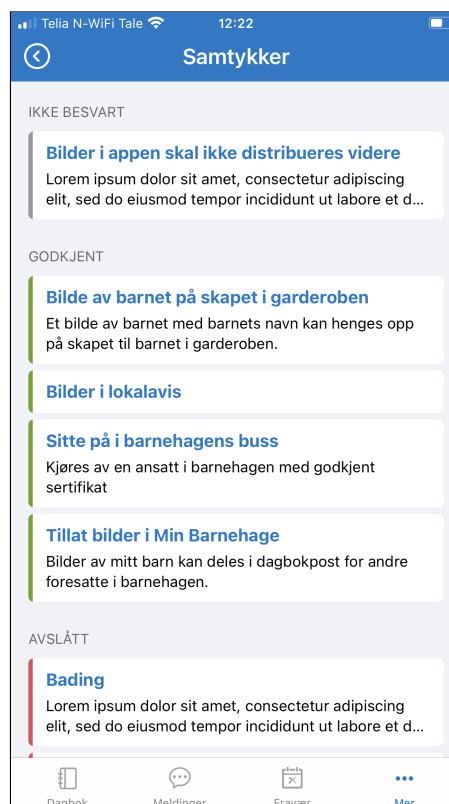 Telia N-WiFi Tale 12:22
Samtykker
IKKE BESVART
Bilder i appen skal ikke distribueres videre
Lorem ipsum dolor sit amet, consectetur adipiscing
elit, sed do eiusmod tempor incididunt ut labore et d...
GODKJENT
Bilde av barnet på skapet i garderoben
Et bilde av barnet med barnets navn kan henges opp
på skapet til barnet i garderoben.
Bilder i lokalavis
Sitte på i barnehagens buss
Kjøres av en ansatt i barnehagen med godkjent
sertifikat
Tillat bilder i Min Barnehage
Bilder av mitt barn kan deles i dagbokpost for andre
foresatte i barnehagen.
AVSLÅTT
Bading
Lorem ipsum dolor sit amet, consectetur adipiscing
elit, sed do eiusmod tempor incididunt ut labore et d...
Dagbok Meldinger Fravær Mer